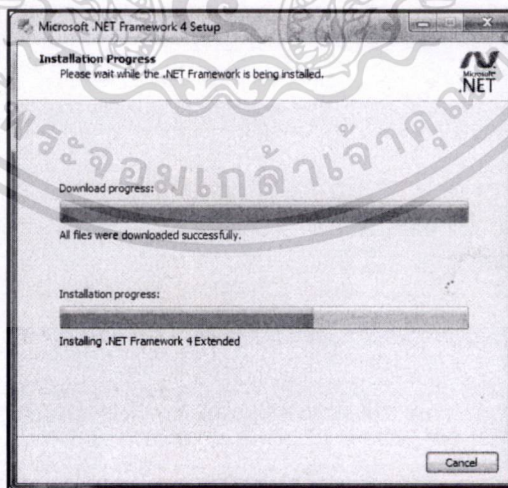 Microsoft .NET Framework 4 Setup
Installation Progress
Please wait while the .NET Framework is being installed.
Microsoft
.NET
พระจอมเกล้าเจ้าคุณ
Download progress:
All files were downloaded successfully.
Installation progress:
Installing .NET Framework 4 Extended
Cancel